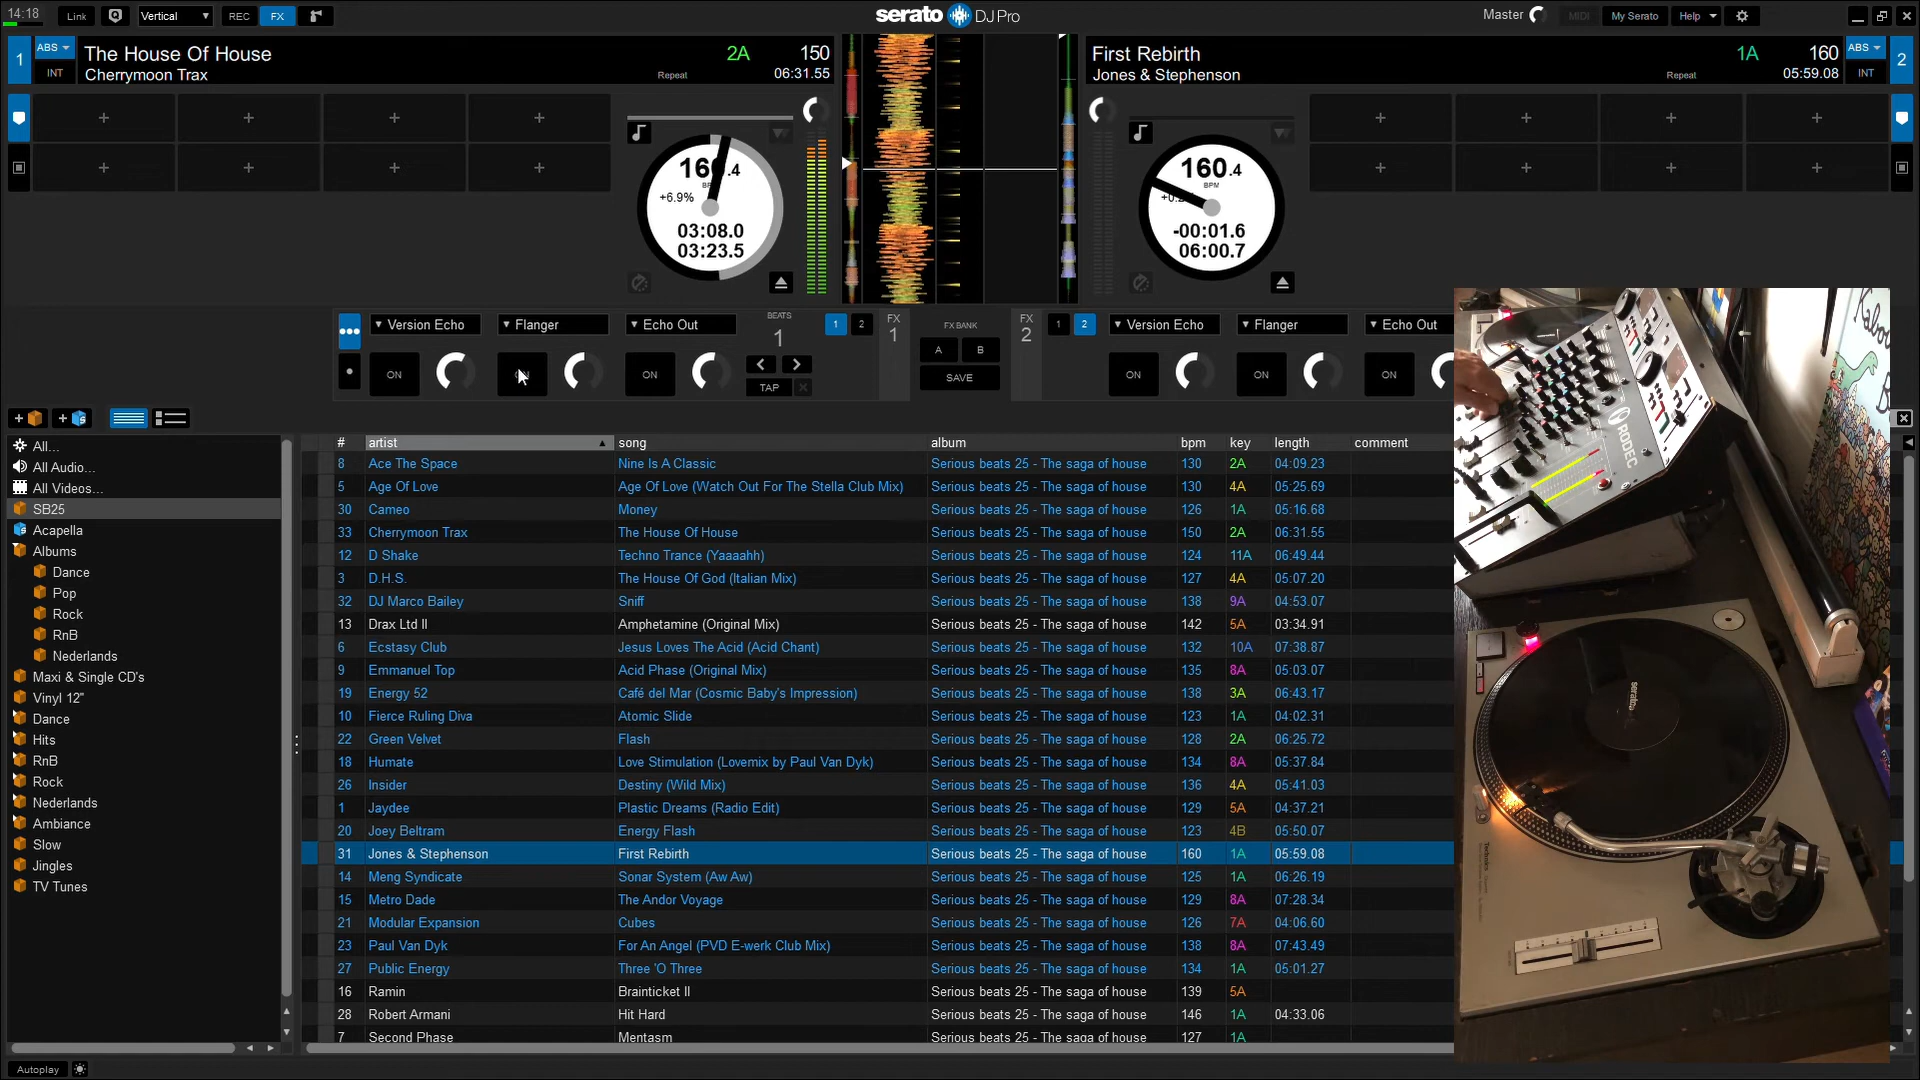 14:18 Link Vertical REC FX serato DJ Pro Master MIDI My Serato Help
1 ABS INT The House Of House 2A 150
Cherrymoon Trax Repeat 06:31.55
First Rebirth 1A 160 ABS INT 2
Jones & Stephenson Repeat 05:59.08
160.4 BPM +6.9% 03:08.0 03:23.5
160.4 BPM -00:01.6 06:00.7
Version Echo Flanger Echo Out BEATS 1 1 2 FX 1 FX BANK FX 2 1 2 Version Echo Flanger Echo Out
ON ON ON TAP A B SAVE ON ON ON
All...
All Audio...
All Videos...
SB25
Acapella
Albums
Dance
Pop
Rock
RnB
Nederlands
Maxi & Single CD's
Vinyl 12"
Dance
Hits
RnB
Rock
Nederlands
Ambiance
Slow
Jingles
TV Tunes
# artist song album bpm key length comment
8 Ace The Space Nine Is A Classic Serious beats 25 - The saga of house 130 2A 04:09.23
5 Age Of Love Age Of Love (Watch Out For The Stella Club Mix) Serious beats 25 - The saga of house 130 4A 05:25.69
30 Cameo Money Serious beats 25 - The saga of house 126 1A 05:16.68
33 Cherrymoon Trax The House Of House Serious beats 25 - The saga of house 150 2A 06:31.55
12 D Shake Techno Trance (Yaaaahh) Serious beats 25 - The saga of house 124 11A 06:49.44
3 D.H.S. The House Of God (Italian Mix) Serious beats 25 - The saga of house 127 4A 05:07.20
32 DJ Marco Bailey Sniff Serious beats 25 - The saga of house 138 9A 04:53.07
13 Drax Ltd II Amphetamine (Original Mix) Serious beats 25 - The saga of house 142 5A 03:34.91
6 Ecstasy Club Jesus Loves The Acid (Acid Chant) Serious beats 25 - The saga of house 132 10A 07:38.87
9 Emmanuel Top Acid Phase (Original Mix) Serious beats 25 - The saga of house 135 8A 05:03.07
19 Energy 52 Café del Mar (Cosmic Baby's Impression) Serious beats 25 - The saga of house 138 3A 06:43.17
10 Fierce Ruling Diva Atomic Slide Serious beats 25 - The saga of house 123 1A 04:02.31
22 Green Velvet Flash Serious beats 25 - The saga of house 128 2A 06:25.72
18 Humate Love Stimulation (Lovemix by Paul Van Dyk) Serious beats 25 - The saga of house 134 8A 05:37.84
26 Insider Destiny (Wild Mix) Serious beats 25 - The saga of house 136 4A 05:41.03
1 Jaydee Plastic Dreams (Radio Edit) Serious beats 25 - The saga of house 129 5A 04:37.21
20 Joey Beltram Energy Flash Serious beats 25 - The saga of house 123 4B 05:50.07
31 Jones & Stephenson First Rebirth Serious beats 25 - The saga of house 160 1A 05:59.08
14 Meng Syndicate Sonar System (Aw Aw) Serious beats 25 - The saga of house 125 1A 06:26.19
15 Metro Dade The Andor Voyage Serious beats 25 - The saga of house 129 8A 07:28.34
21 Modular Expansion Cubes Serious beats 25 - The saga of house 126 7A 04:06.60
23 Paul Van Dyk For An Angel (PVD E-werk Club Mix) Serious beats 25 - The saga of house 138 8A 07:43.49
27 Public Energy Three 'O Three Serious beats 25 - The saga of house 134 1A 05:01.27
16 Ramin Brainticket II Serious beats 25 - The saga of house 139 5A
28 Robert Armani Hit Hard Serious beats 25 - The saga of house 146 1A 04:33.06
7 Second Phase Mentasm Serious beats 25 - The saga of house 127 1A
Autoplay
RODEC
serato
Technics